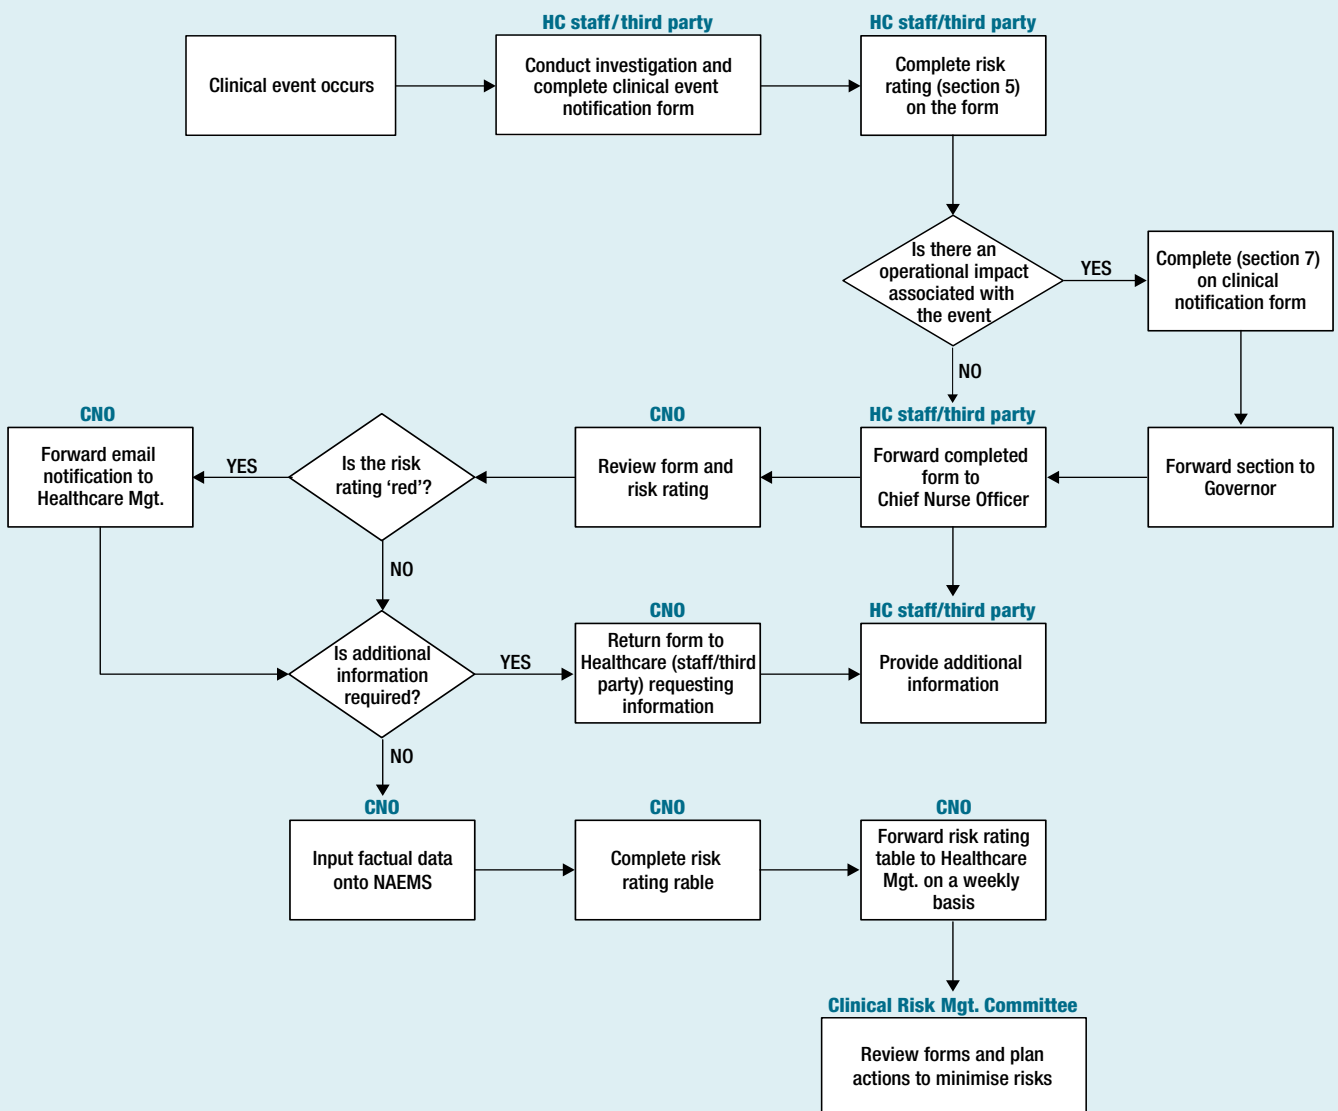 HC staff/third party
HC staff/third party
Clinical event occurs
Conduct investigation and
complete clinical event
notification form
Complete risk
rating (section 5)
on the form
Is there an
operational impact
associated with
the event
YES
Complete (section 7)
on clinical
notification form
NO
CNO
CNO
HC staff/third party
Forward email
notification to
Healthcare Mgt.
YES
Is the risk
rating ‘red’?
Review form and
risk rating
Forward completed
form to
Chief Nurse Officer
Forward section to
Governor
NO
CNO
HC staff/third party
Is additional
information
required?
YES
Return form to
Healthcare (staff/third
party) requesting
information
Provide additional
information
NO
CNO
CNO
CNO
Input factual data
onto NAEMS
Complete risk
rating rable
Forward risk rating
table to Healthcare
Mgt. on a weekly
basis
Clinical Risk Mgt. Committee
Review forms and plan
actions to minimise risks